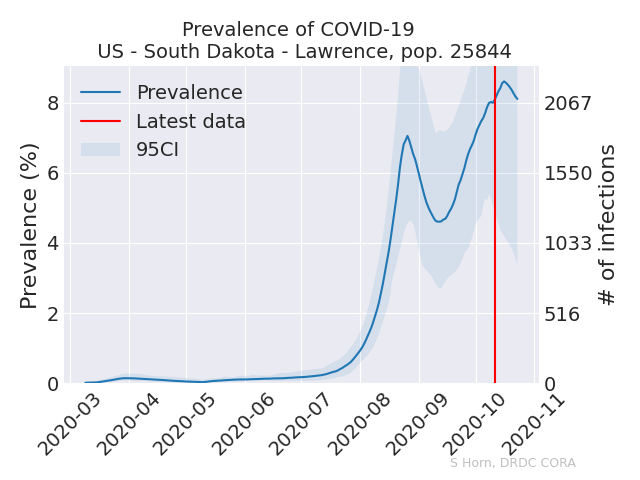 Prevalence of COVID-19
US - South Dakota - Lawrence, pop. 25844
Prevalence
Latest data
95CI
Prevalence (%)
8
6
4
2
0
2067
1550
1033
516
0
# of infections
2020-03
2020-04
2020-05
2020-06
2020-07
2020-08
2020-09
2020-10
2020-11
S Horn, DRDC CORA